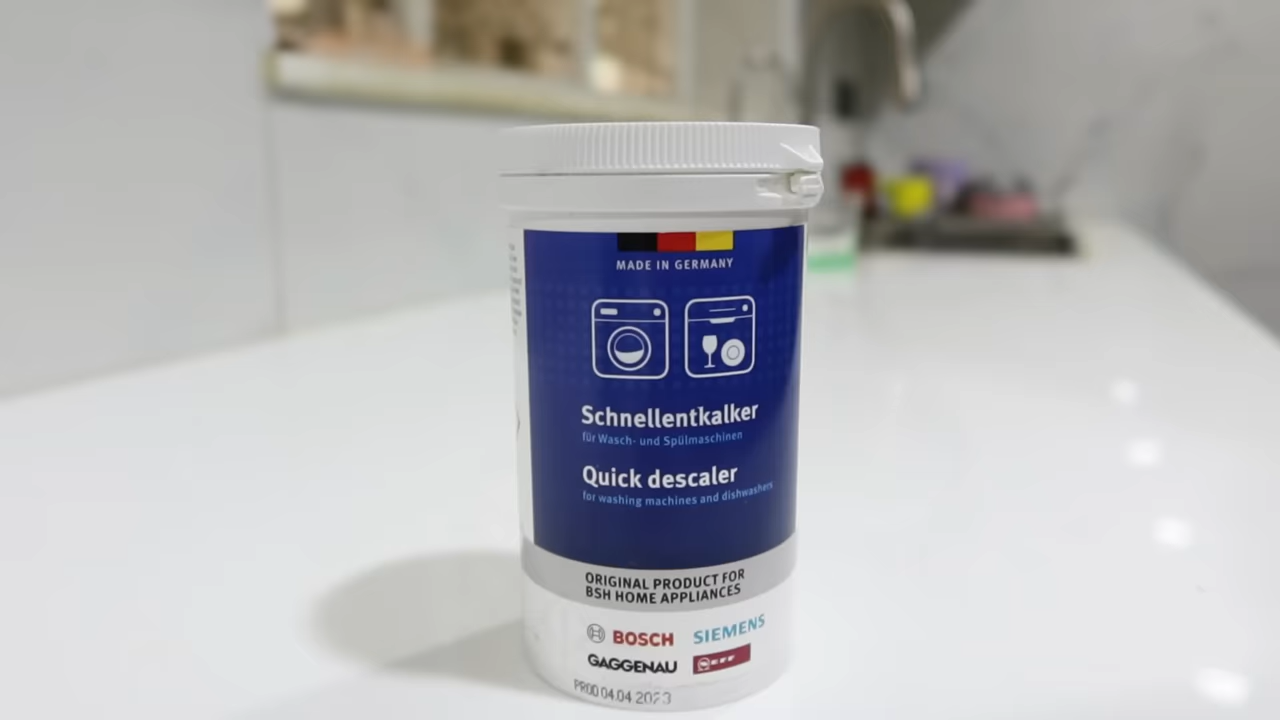 MADE IN GERMANY
Schnellentkalker
für Wasch- und Spülmaschinen
Quick descaler
for washing machines and dishwashers
ORIGINAL PRODUCT FOR
BSH HOME APPLIANCES
BOSCH SIEMENS
GAGGENAU NEFF
PROD 04.04 2023